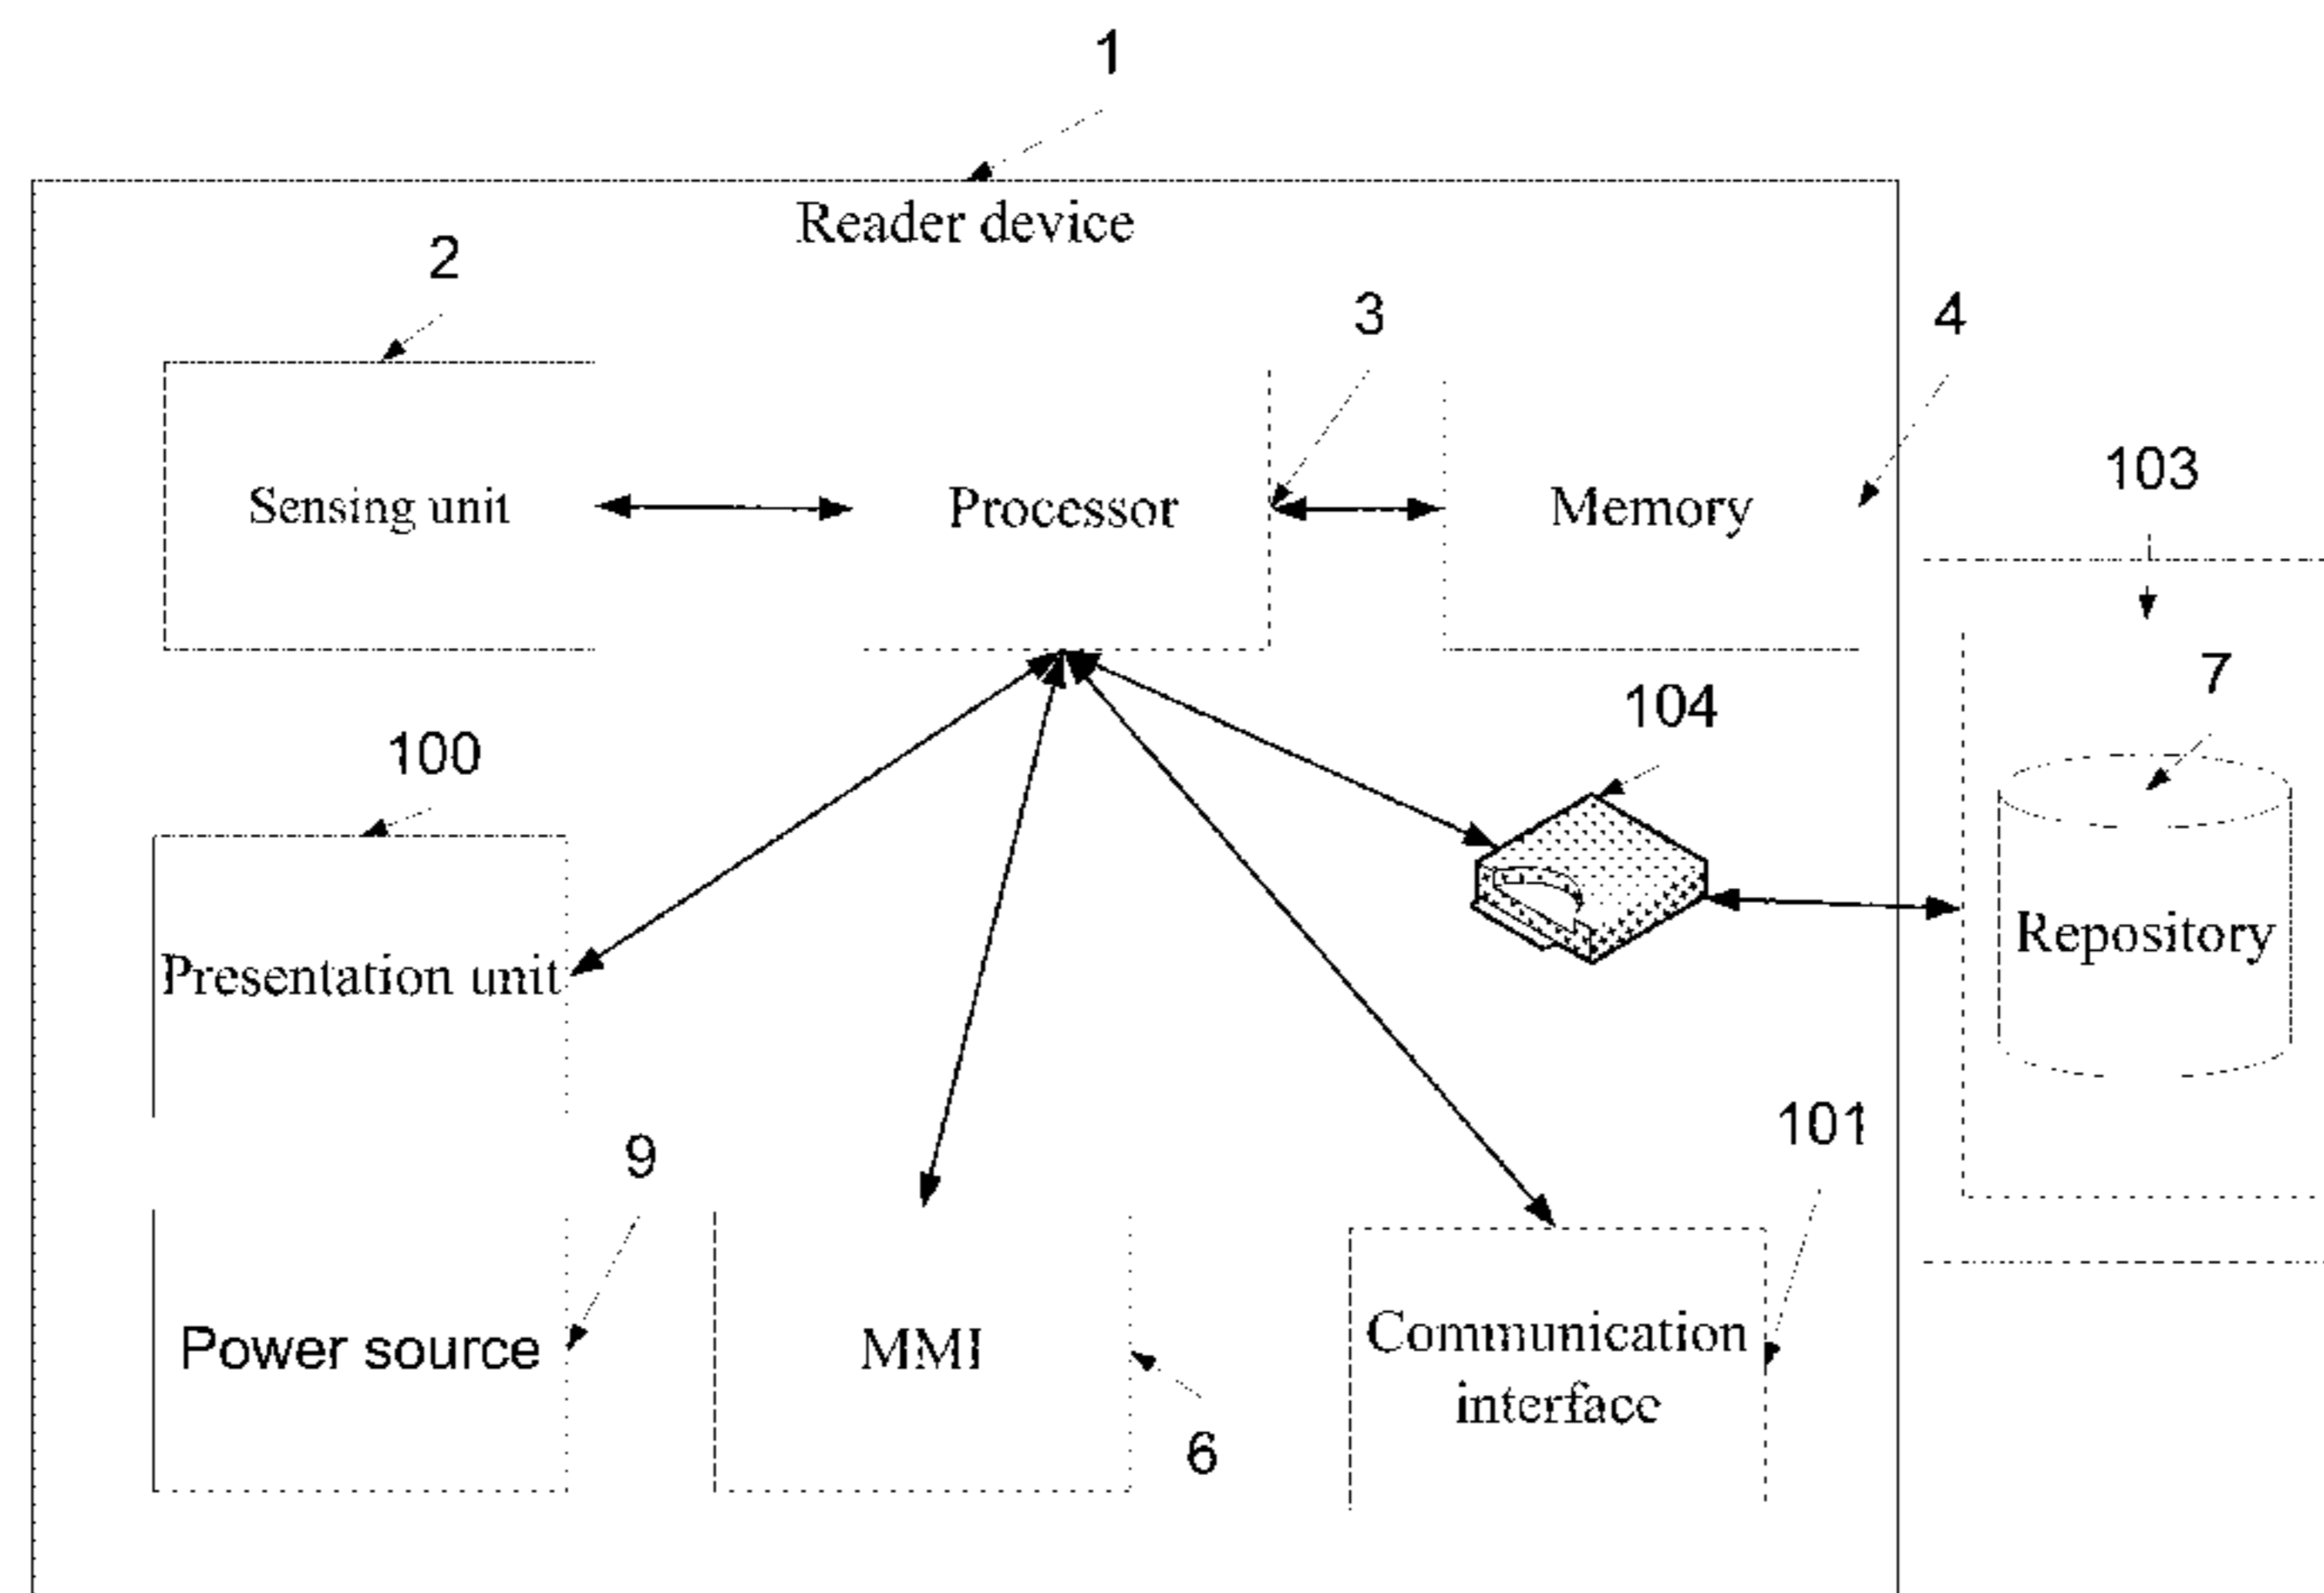 1
Reader device
2
3
4
Sensing unit
Processor
Memory
103
7
104
100
Repository
Presentation unit
101
9
Power source
MMI
Communication
interface
6